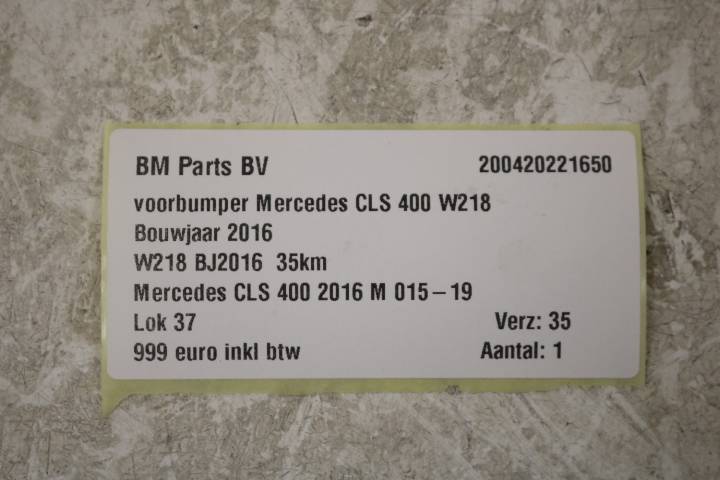 BM Parts BV 200420221650
voorbumper Mercedes CLS 400 W218
Bouwjaar 2016
W218 BJ2016 35km
Mercedes CLS 400 2016 M 015-19
Lok 37 Verz: 35
999 euro inkl btw Aantal: 1